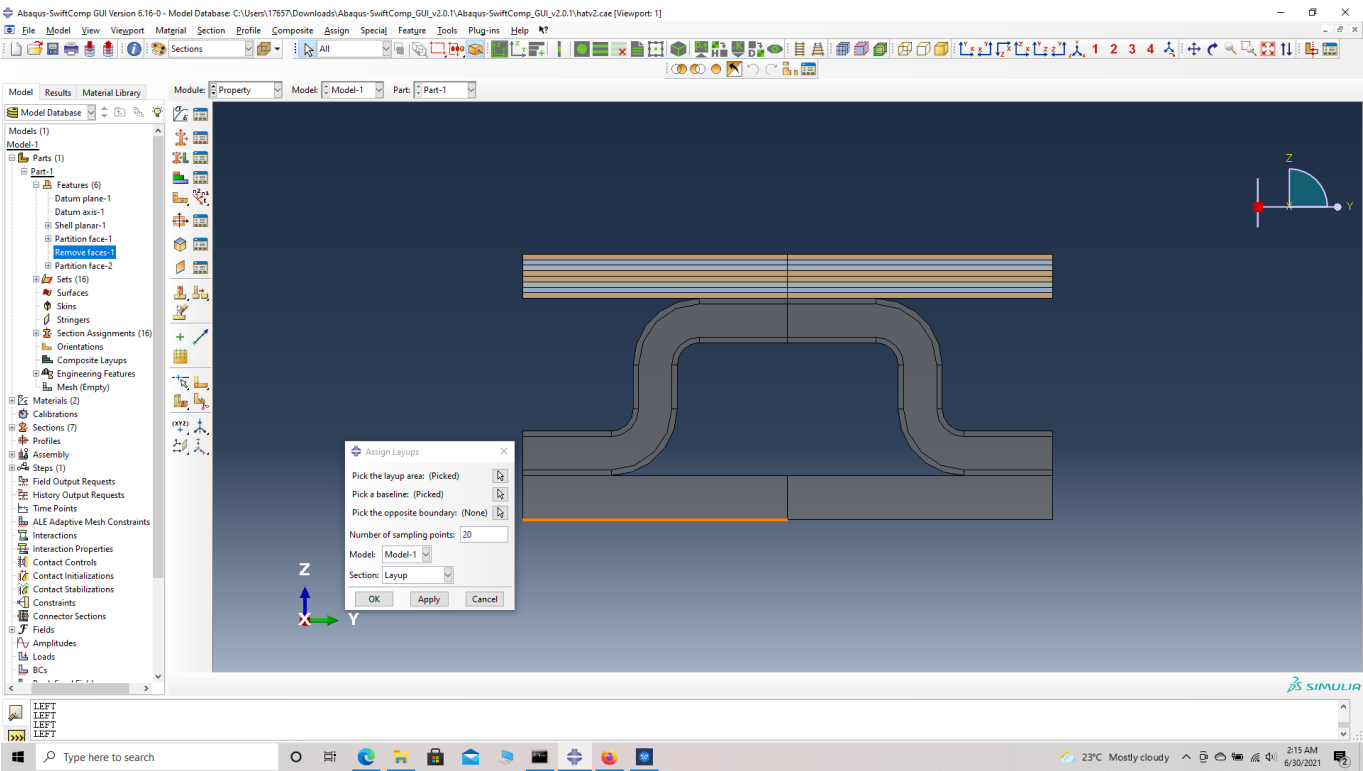 Abaqus-SwiftComp GUI Version 6.16-0 - Model Database: C:\Users\17657\Downloads\Abaqus-SwiftComp_GUI_v2.0.1\Abaqus-SwiftComp_GUI_v2.0.1\hatv2.cae [Viewport: 1]
File Model View Viewport Material Section Profile Composite Assign Special Feature Tools Plug-ins Help
All Sections 1 2 3 4
Model Results Material Library Module: Property Model: Model-1 Part: Part-1
Model Database
Models (1)
Model-1
Parts (1)
Part-1
Features (6)
Datum plane-1
Datum axis-1
Shell planar-1
Partition face-1
Remove faces-1
Partition face-2
Sets (16)
Surfaces
Skins
Stringers
Section Assignments (16)
Orientations
Composite Layups
Engineering Features
Mesh (Empty)
Materials (2)
Calibrations
Sections (7)
Profiles
Assembly
Steps (1)
Field Output Requests
History Output Requests
Time Points
ALE Adaptive Mesh Constraints
Interactions
Interaction Properties
Contact Controls
Contact Initializations
Contact Stabilizations
Constraints
Connector Sections
Fields
Amplitudes
Loads
BCs
Z
X Y
Assign Layups
Pick the layup area: (Picked)
Pick a baseline: (Picked)
Pick the opposite boundary: (None)
Number of sampling points: 20
Model: Model-1
Section: Layup
OK Apply Cancel
Z
X Y
SIMULIA
LEFT
LEFT
LEFT
LEFT
Type here to search
23°C Mostly cloudy
2:15 AM
6/30/2021